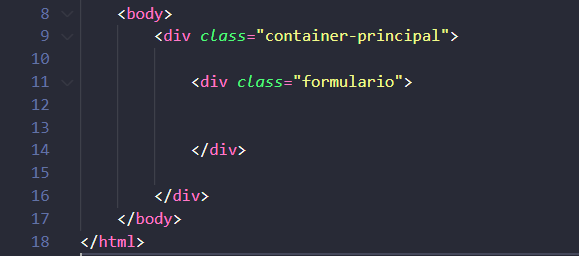 8 <body>
9 <div class="container-principal">
10
11 <div class="formulario">
12
13
14 </div>
15
16 </div>
17 </body>
18 </html>